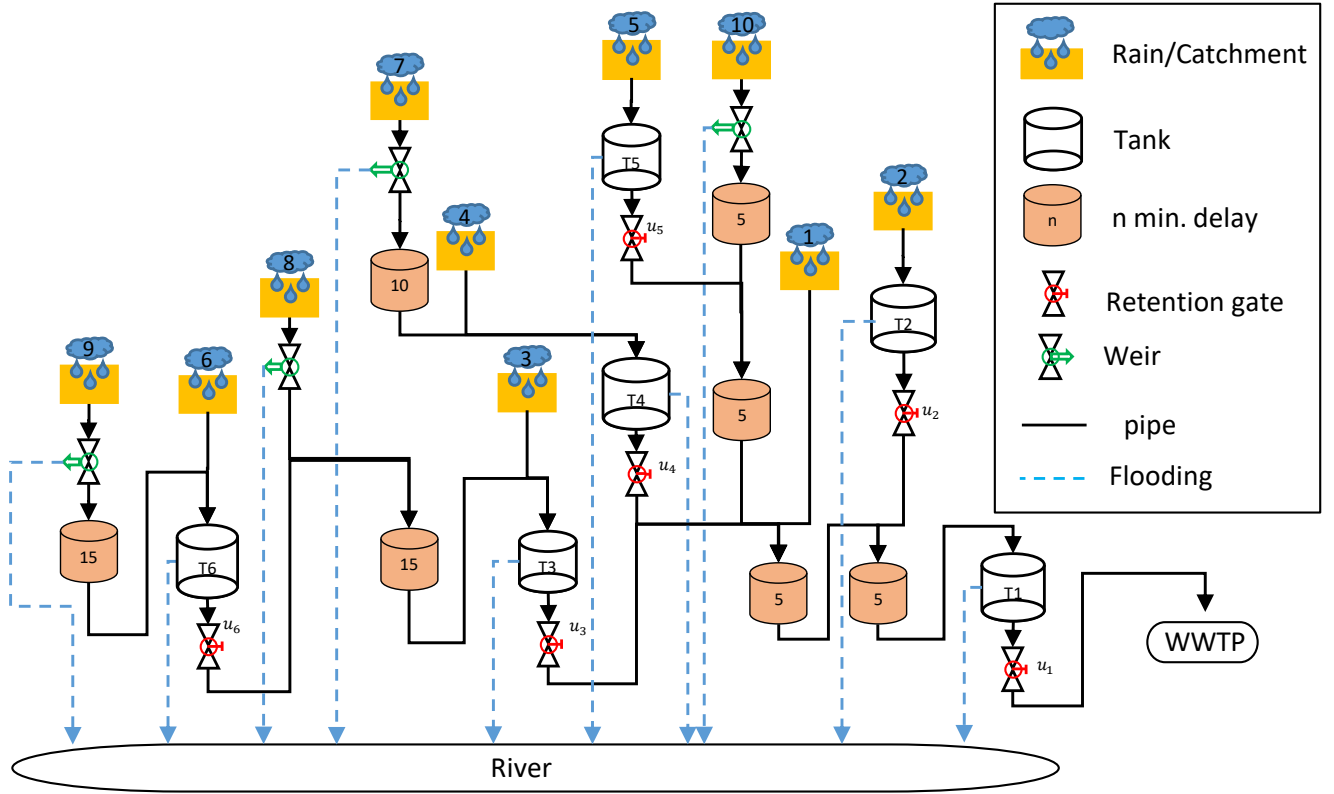 5
10
7
Rain/Catchment
T5
Tank
2
4
u₅
5
1
n
n min. delay
8
10
Retention gate
T2
9
6
3
Weir
T4
5
u₂
pipe
u₄
Flooding
15
15
T6
T3
5
5
T1
u₆
u₃
WWTP
u₁
River